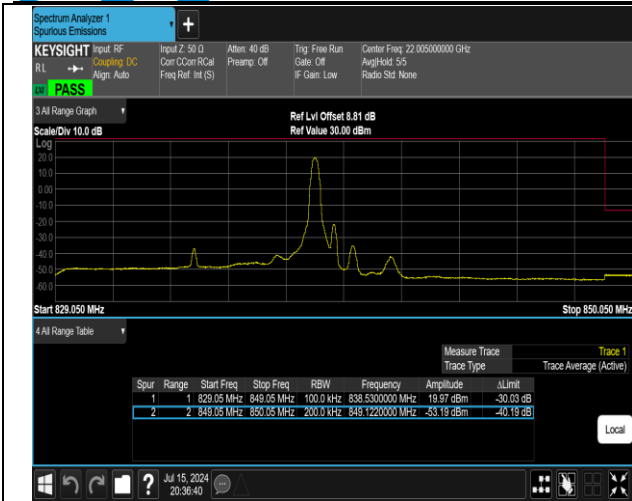 Spectrum Analyzer 1
Spurious Emissions
+
KEYSIGHT Input: RF Input Z: 50 Ω Atten: 40 dB Trig: Free Run Center Freq: 22.005000000 GHz
RL Coupling: DC Corr CCorr RCal Preamp: Off Gate: Off Avg|Hold: 5/5
Align: Auto Freq Ref: Int (S) IF Gain: Low Radio Std: None
PASS
3 All Range Graph
Ref Lvl Offset 8.81 dB
Scale/Div 10.0 dB Ref Value 30.00 dBm
Log
20.0
10.0
0.00
-10.0
-20.0
-30.0
-40.0
-50.0
-60.0
Start 829.050 MHz Stop 850.050 MHz
4 All Range Table
Measure Trace Trace 1
Trace Type Trace Average (Active)
Spur Range Start Freq Stop Freq RBW Frequency Amplitude ΔLimit
1 1 829.05 MHz 849.05 MHz 100.0 kHz 838.5300000 MHz 19.97 dBm -30.03 dB
2 2 849.05 MHz 850.05 MHz 200.0 kHz 849.1220000 MHz -53.19 dBm -40.19 dB
Local
? Jul 15, 2024
20:36:40